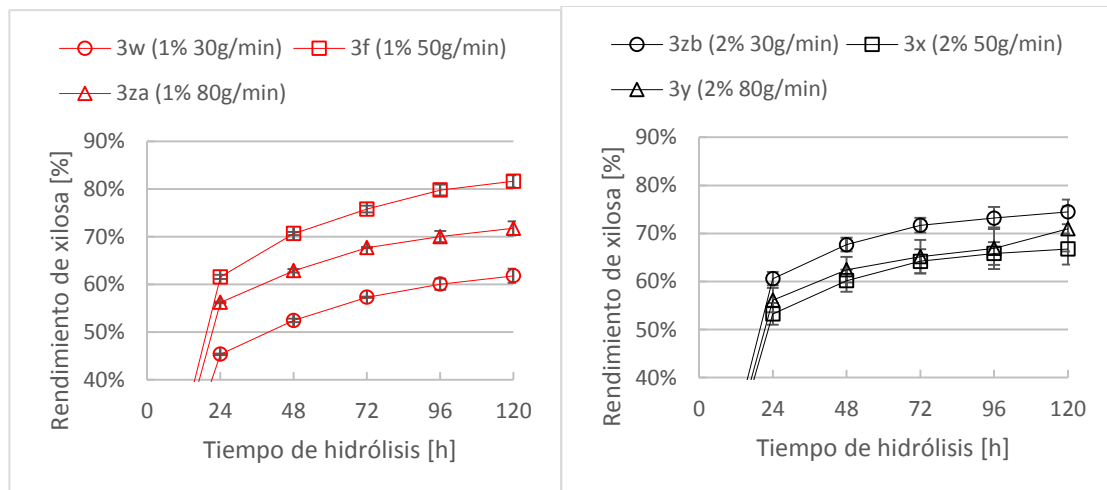 3w (1% 30g/min) 3f (1% 50g/min)
3za (1% 80g/min)
90%
80%
70%
60%
50%
40%
0 24 48 72 96 120
Rendimiento de xilosa [%]
Tiempo de hidrólisis [h]
3zb (2% 30g/min) 3x (2% 50g/min)
3y (2% 80g/min)
90%
80%
70%
60%
50%
40%
0 24 48 72 96 120
Rendimiento de xilosa [%]
Tiempo de hidrólisis [h]